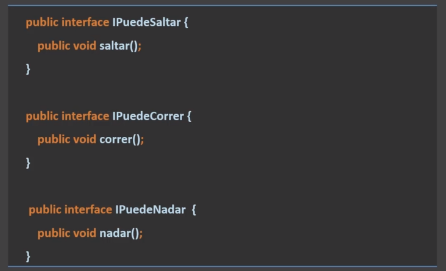 public interface IPuedeSaltar {
public void saltar();
}
public interface IPuedeCorrer {
public void correr();
}
public interface IPuedeNadar {
public void nadar();
}